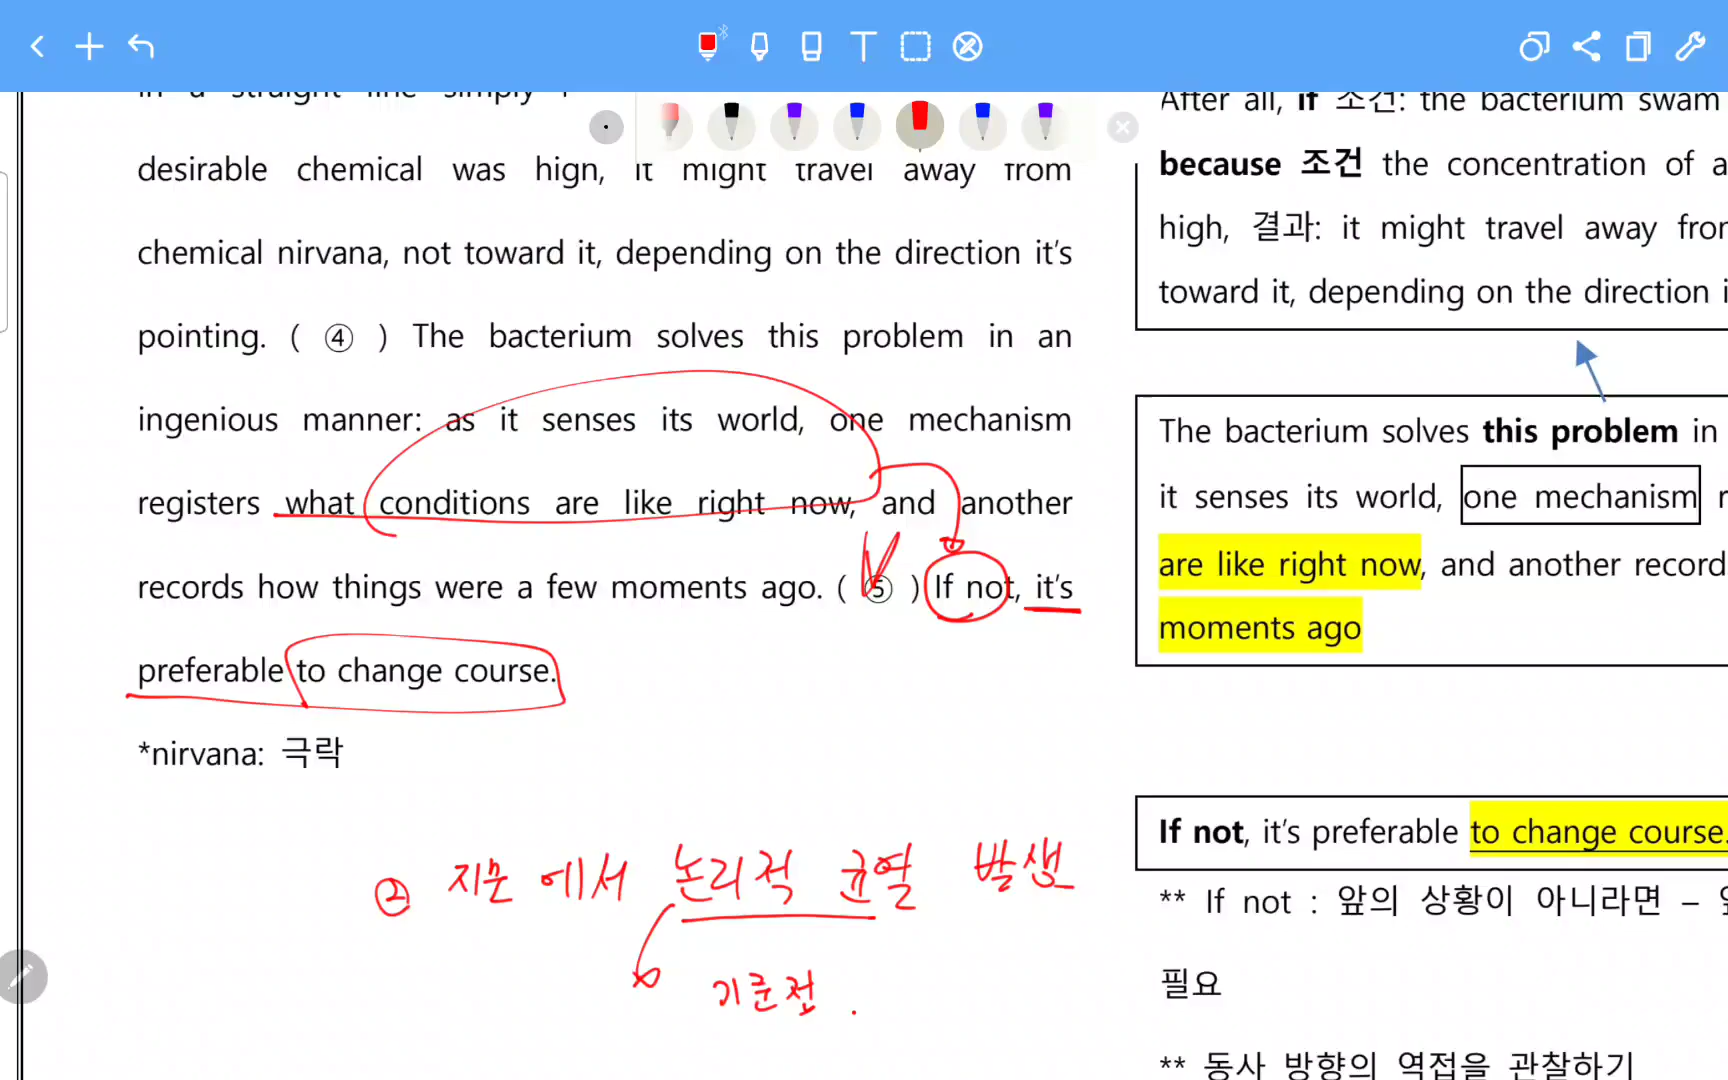 in a straight line simply
desirable chemical was high, it might travel away from
chemical nirvana, not toward it, depending on the direction it's
pointing. ( ④ ) The bacterium solves this problem in an
ingenious manner: as it senses its world, one mechanism
registers what conditions are like right now, and another
records how things were a few moments ago. ( ⑤ ) If not, it's
preferable to change course.
*nirvana: 극락
② 지문에서 논리적 균열 발생
기준점.
After all, if 조건: the bacterium swam
because 조건 the concentration of a
high, 결과: it might travel away from
toward it, depending on the direction i
The bacterium solves this problem in
it senses its world, one mechanism r
are like right now, and another record
moments ago
If not, it's preferable to change course.
** If not : 앞의 상황이 아니라면 –
필요
** 동사 방향의 역접을 관찰하기